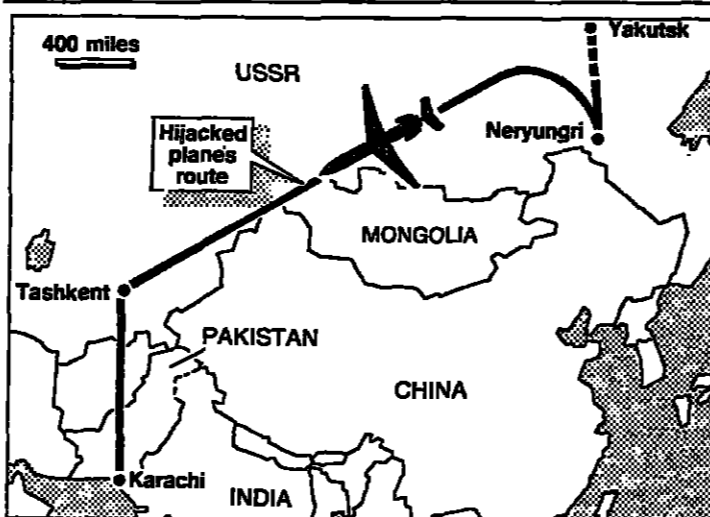 400 miles
Yakutsk
USSR
Hijacked
plane's
route
Neryungri
MONGOLIA
Tashkent
PAKISTAN
CHINA
Karachi
INDIA